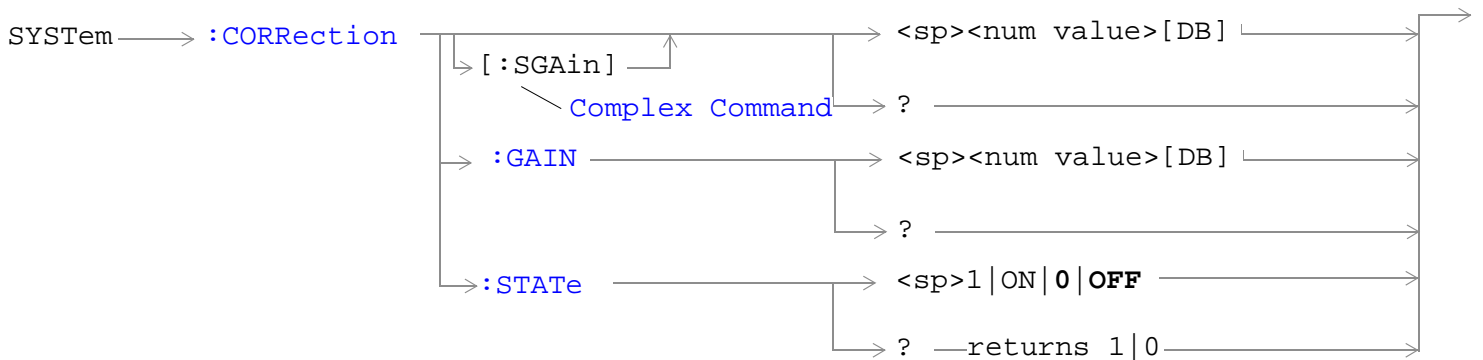 SYSTem :CORRection <sp><num value>[DB]
[:SGAin]
Complex Command ?
:GAIN <sp><num value>[DB]
?
:STATe <sp>1|ON|0|OFF
? returns 1|0